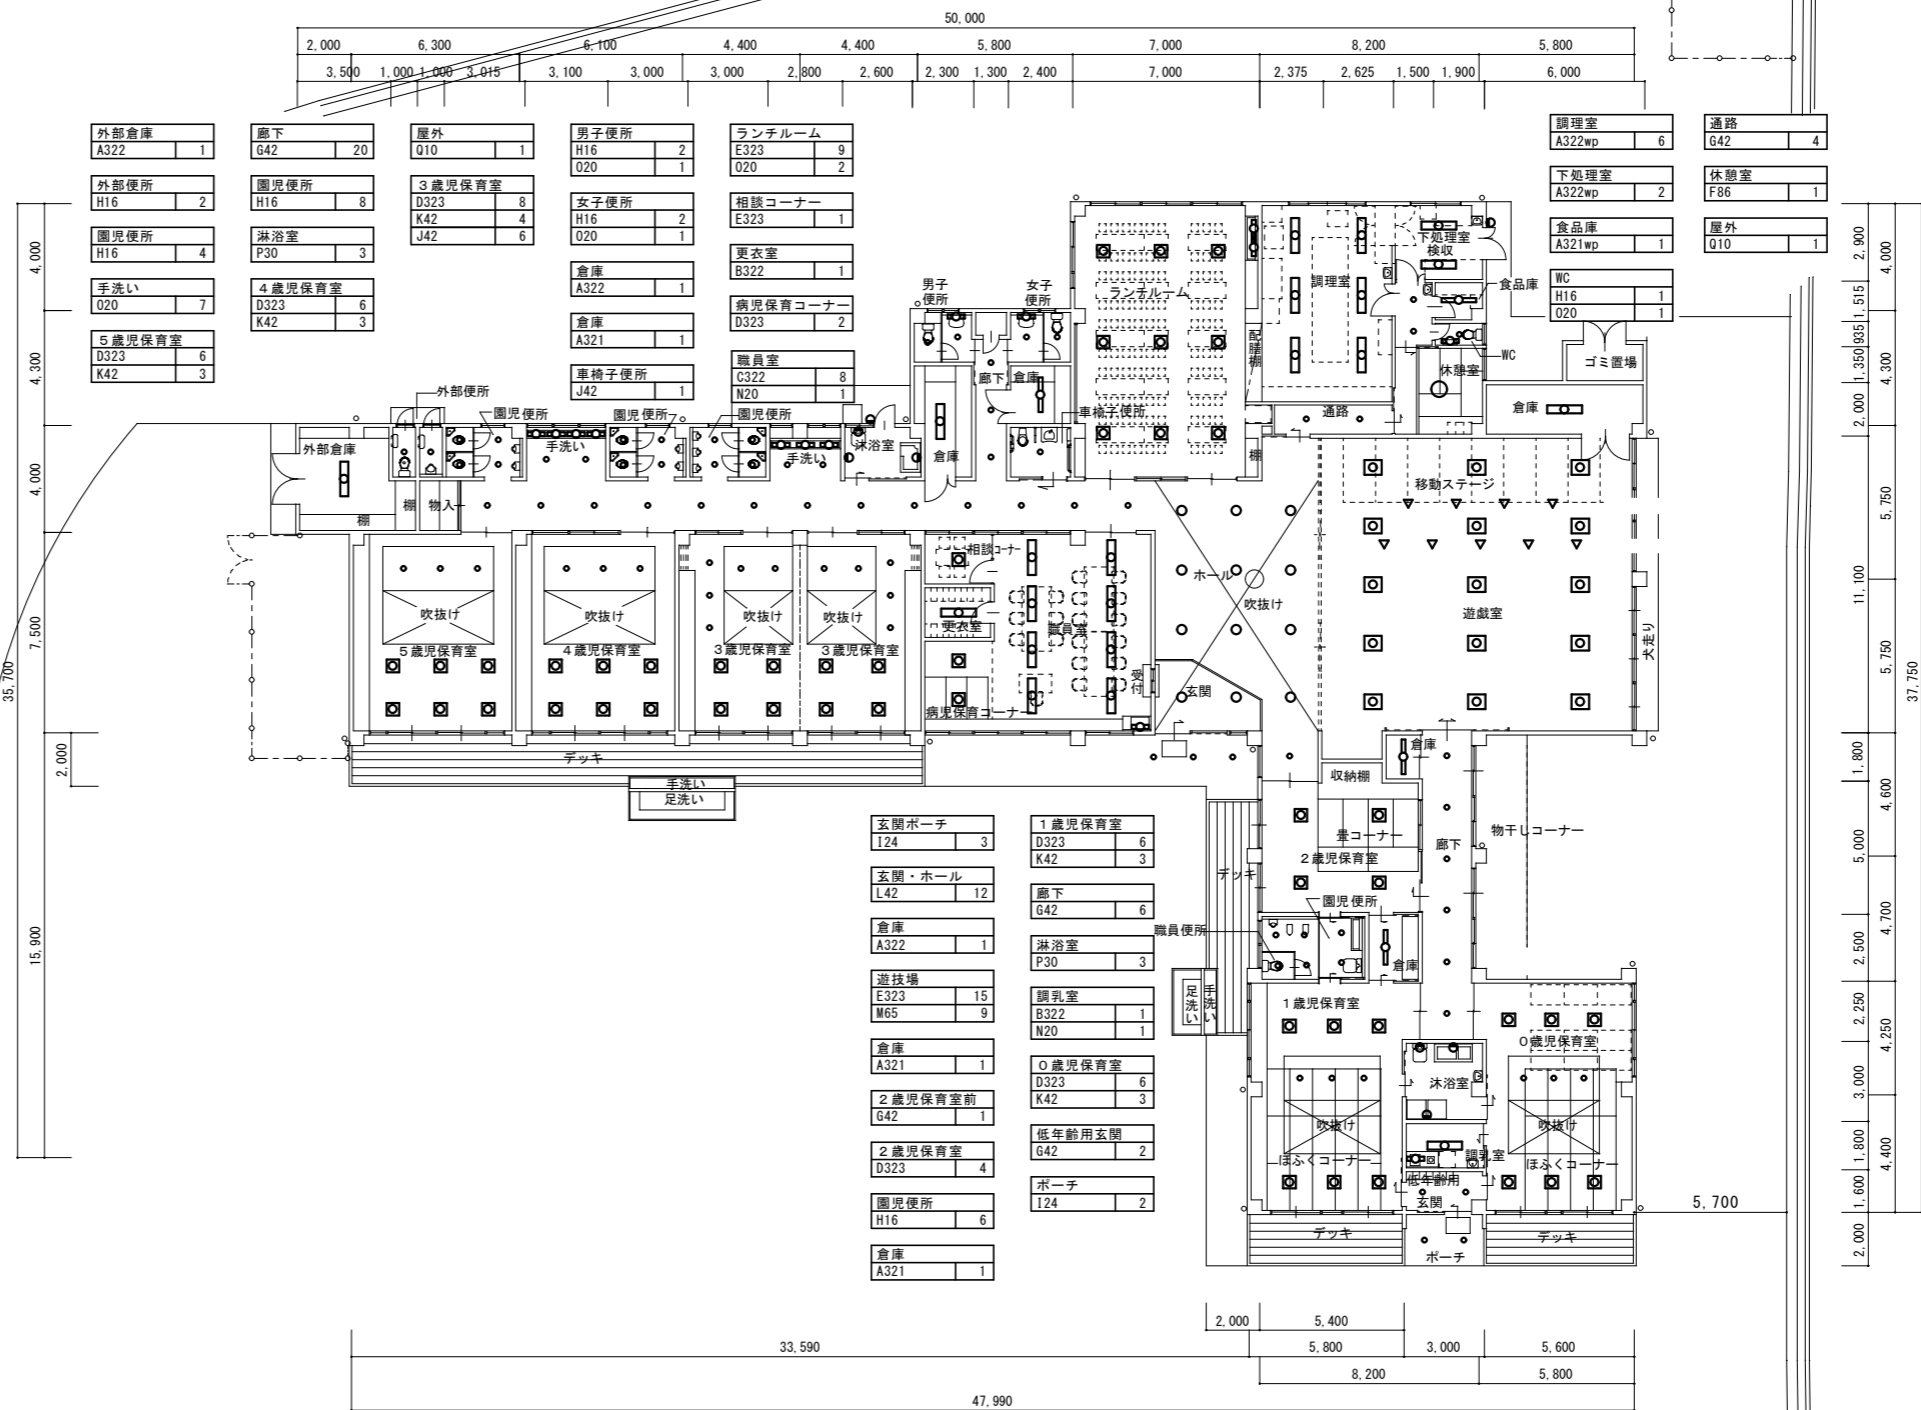 50,000
2,000 6,300 6,100 4,400 4,400 5,800 7,000 8,200 5,800
3,500 1,000 1,000 3,015 3,100 3,000 3,000 2,800 2,600 2,300 1,300 2,400 7,000 2,375 2,625 1,500 1,900 6,000
外部倉庫
A322 1
外部便所
H16 2
園児便所
H16 4
手洗い
O20 7
5歳児保育室
D323 6
K42 3
廊下
G42 20
園児便所
H16 8
淋浴室
P30 3
4歳児保育室
D323 6
K42 3
屋外
Q10 1
3歳児保育室
D323 8
K42 4
J42 6
男子便所
H16 2
O20 1
女子便所
H16 2
O20 1
倉庫
A322 1
倉庫
A321 1
車椅子便所
J42 1
ランチルーム
E323 9
O20 2
相談コーナー
E323 1
更衣室
B322 1
病児保育コーナー
D323 2
職員室
C322 8
N20 1
調理室
A322wp 6
下処理室
A322wp 2
食品庫
A321wp 1
WC
H16 1
O20 1
通路
G42 4
休憩室
F86 1
屋外
Q10 1
4,000
4,300
4,000
7,500
35,700
2,000
15,900
2,900
4,000
1,515
935
1,350
4,300
2,000
5,750
11,100
5,750
37,750
1,800
4,600
5,000
4,700
2,500
2,250
4,250
3,000
1,800
4,400
1,600
2,000
男子
便所
女子
便所
ランチルーム
調理室
下処理室
検収
食品庫
配膳棚
WC
休憩室
ゴミ置場
廊下
倉庫
倉庫
通路
車椅子便所
外部便所
園児便所
園児便所
園児便所
外部倉庫
手洗い
手洗い
沐浴室
倉庫
棚
移動ステージ
棚
物入
棚
相談コーナー
ホール
吹抜け
吹抜け
吹抜け
吹抜け
吹抜け
更衣室
職員室
遊戯室
犬走り
5歳児保育室
4歳児保育室
3歳児保育室
3歳児保育室
受付
玄関
病児保育コーナー
デッキ
手洗い
足洗い
倉庫
収納棚
畳コーナー
物干しコーナー
廊下
2歳児保育室
デッキ
園児便所
職員便所
倉庫
足洗い
手洗い
1歳児保育室
0歳児保育室
沐浴室
吹抜け
吹抜け
調乳室
ほふくコーナー
ほふくコーナー
低年齢用
玄関
デッキ
デッキ
ポーチ
5,700
玄関ポーチ
I24 3
玄関・ホール
L42 12
倉庫
A322 1
遊技場
E323 15
M65 9
倉庫
A321 1
2歳児保育室前
G42 1
2歳児保育室
D323 4
園児便所
H16 6
倉庫
A321 1
1歳児保育室
D323 6
K42 3
廊下
G42 6
淋浴室
P30 3
調乳室
B322 1
N20 1
0歳児保育室
D323 6
K42 3
低年齢用玄関
G42 2
ポーチ
I24 2
2,000 5,400
33,590 5,800 3,000 5,600
8,200 5,800
47,990